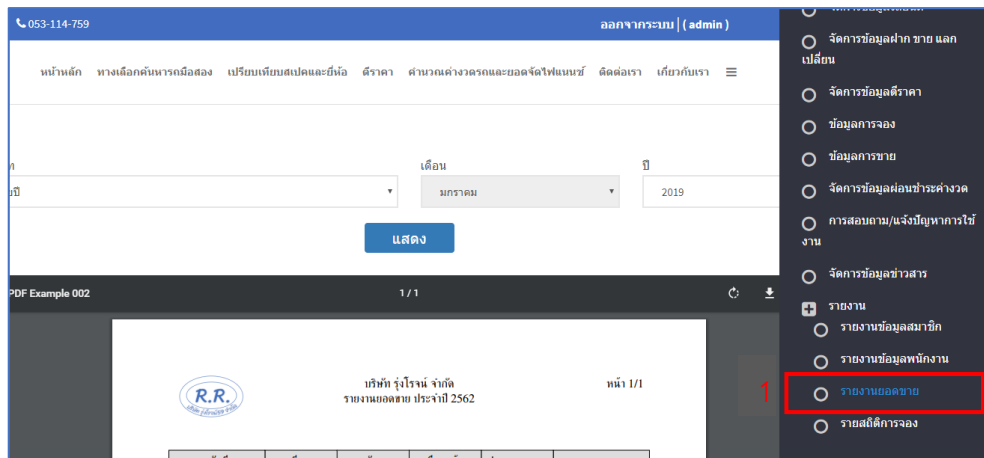 053-114-759
ออกจากระบบ | ( admin )
หน้าหลัก ทางเลือกค้นหารถมือสอง เปรียบเทียบสเปคและยี่ห้อ ตีราคา คำนวณค่างวดรถและยอดจัดไฟแนนซ์ ติดต่อเรา เกี่ยวกับเรา
เดือน
ปี
มกราคม
2019
แสดง
PDF Example 002
1 / 1
R.R.
บริษัท รุ่งโรจน์ จำกัด
หน้า 1/1
รายงานยอดขาย ประจำปี 2562
จัดการข้อมูลฝาก ขาย แลก
เปลี่ยน
จัดการข้อมูลตีราคา
ข้อมูลการจอง
ข้อมูลการขาย
จัดการข้อมูลผ่อนชำระค่างวด
การสอบถาม/แจ้งปัญหาการใช้
งาน
จัดการข้อมูลข่าวสาร
รายงาน
รายงานข้อมูลสมาชิก
รายงานข้อมูลพนักงาน
1
รายงานยอดขาย
รายสถิติการจอง